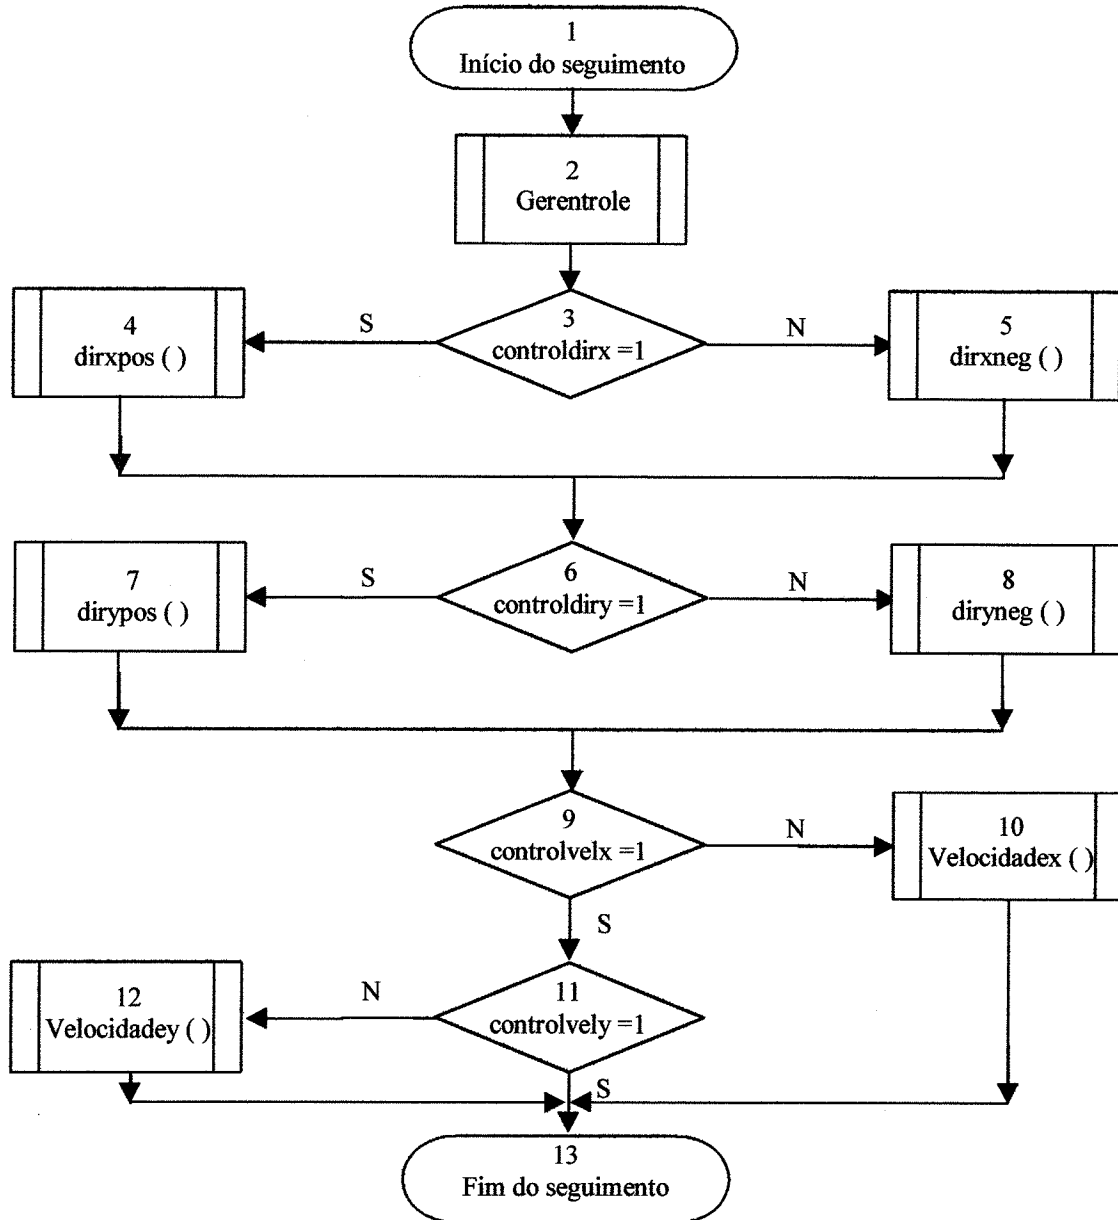 1
Início do seguimento
2
Gerentrole
3
controldirx =1
S
N
4
dirxpos ( )
5
dirxneg ( )
6
controldiry =1
S
N
7
dirypos ( )
8
diryneg ( )
9
controlvelx =1
N
S
10
Velocidadex ( )
11
controlvely =1
N
S
12
Velocidadey ( )
13
Fim do seguimento